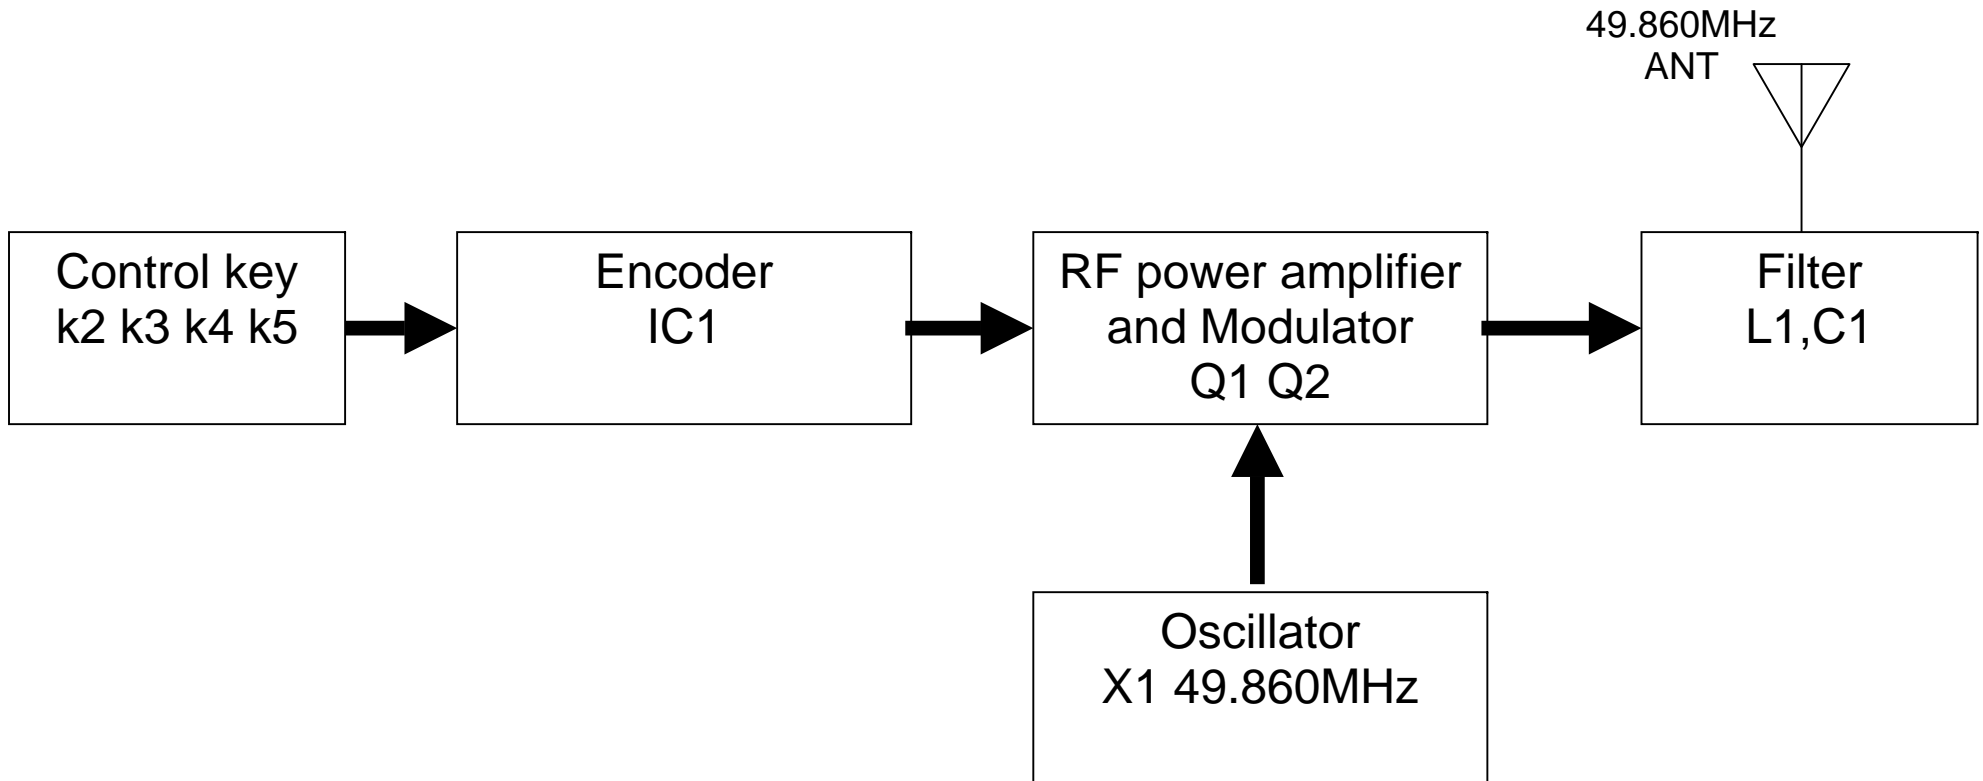 49.860MHz
ANT
Control key
k2 k3 k4 k5
Encoder
IC1
RF power amplifier
and Modulator
Q1 Q2
Filter
L1,C1
Oscillator
X1 49.860MHz